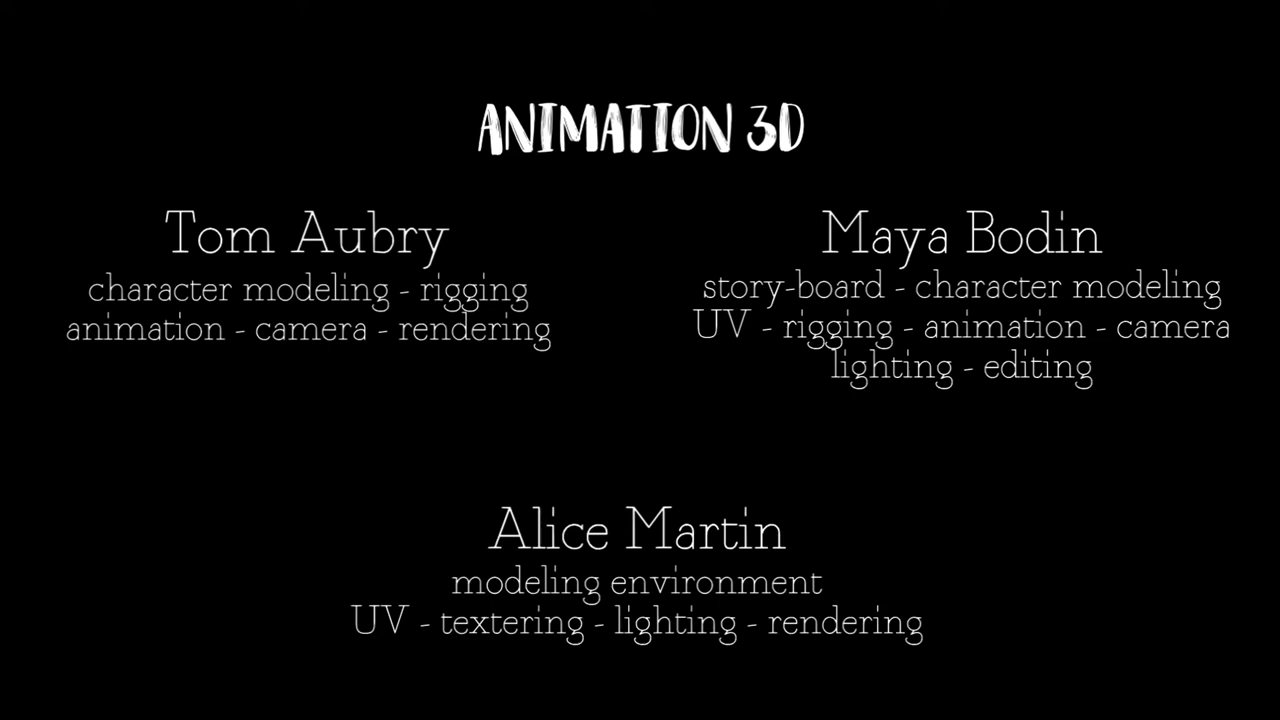 ANIMATION 3D
Tom Aubry
character modeling - rigging
animation - camera - rendering
Maya Bodin
story-board - character modeling
UV - rigging - animation - camera
lighting - editing
Alice Martin
modeling environment
UV - textering - lighting - rendering